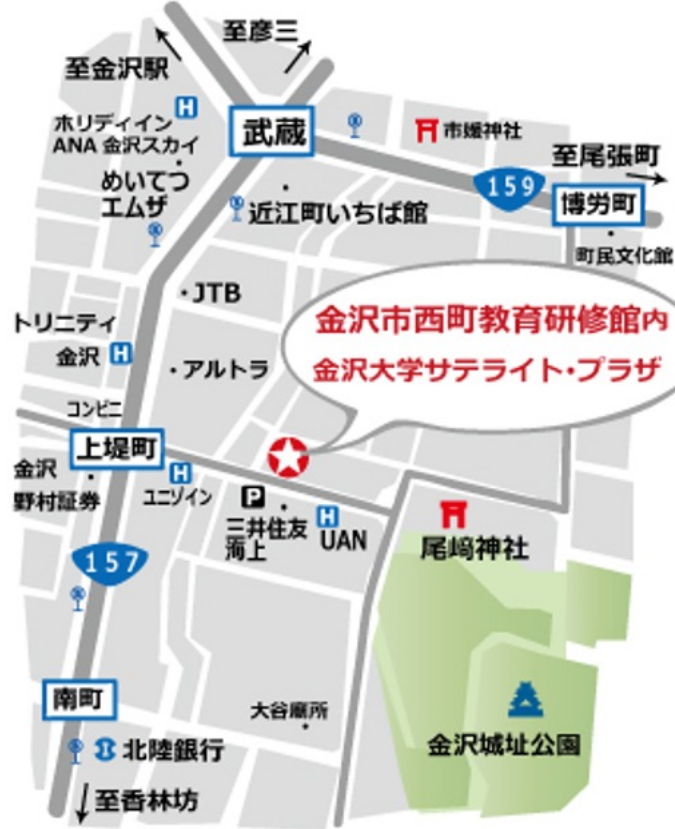 至彦三
至金沢駅
H
武蔵
市媛神社
ホリディイン
ANA 金沢スカイ
至尾張町
159
博労町
めいてつ
エムザ
近江町いちば館
町民文化館
・JTB
金沢市西町教育研修館内
金沢大学サテライト・プラザ
トリニティ
金沢 H
・アルトラ
コンビニ
上堤町
金沢
野村証券
H
ユニゾイン
P
三井住友
海上
H
UAN
尾﨑神社
157
南町
大谷廟所
金沢城址公園
北陸銀行
至香林坊